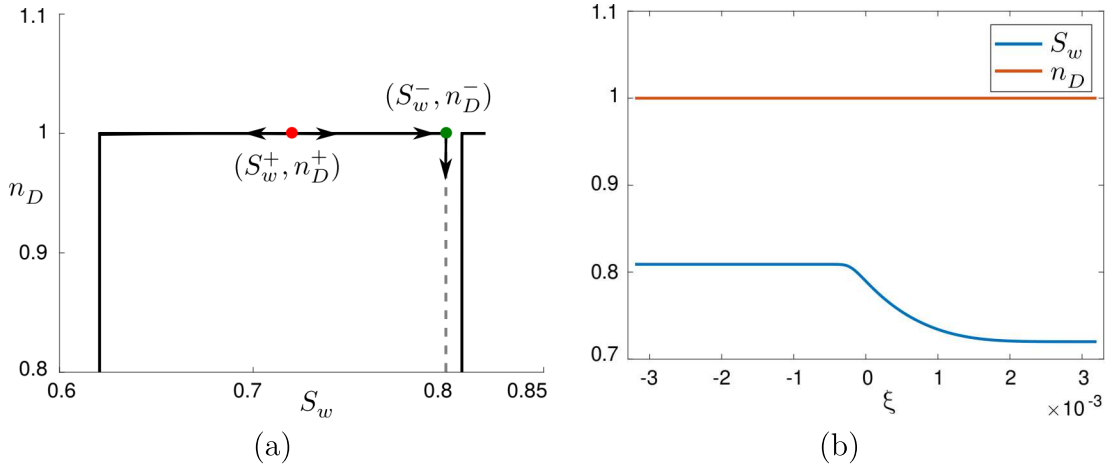 1.1
(S_w^-, n_D^-)
1
(S_w^+, n_D^+)
n_D
0.9
0.8
0.6
0.7
0.8
0.85
S_w
(a)
1.1
S_w
n_D
1
0.9
0.8
0.7
-3
-2
-1
0
1
2
3
ξ
×10^-3
(b)